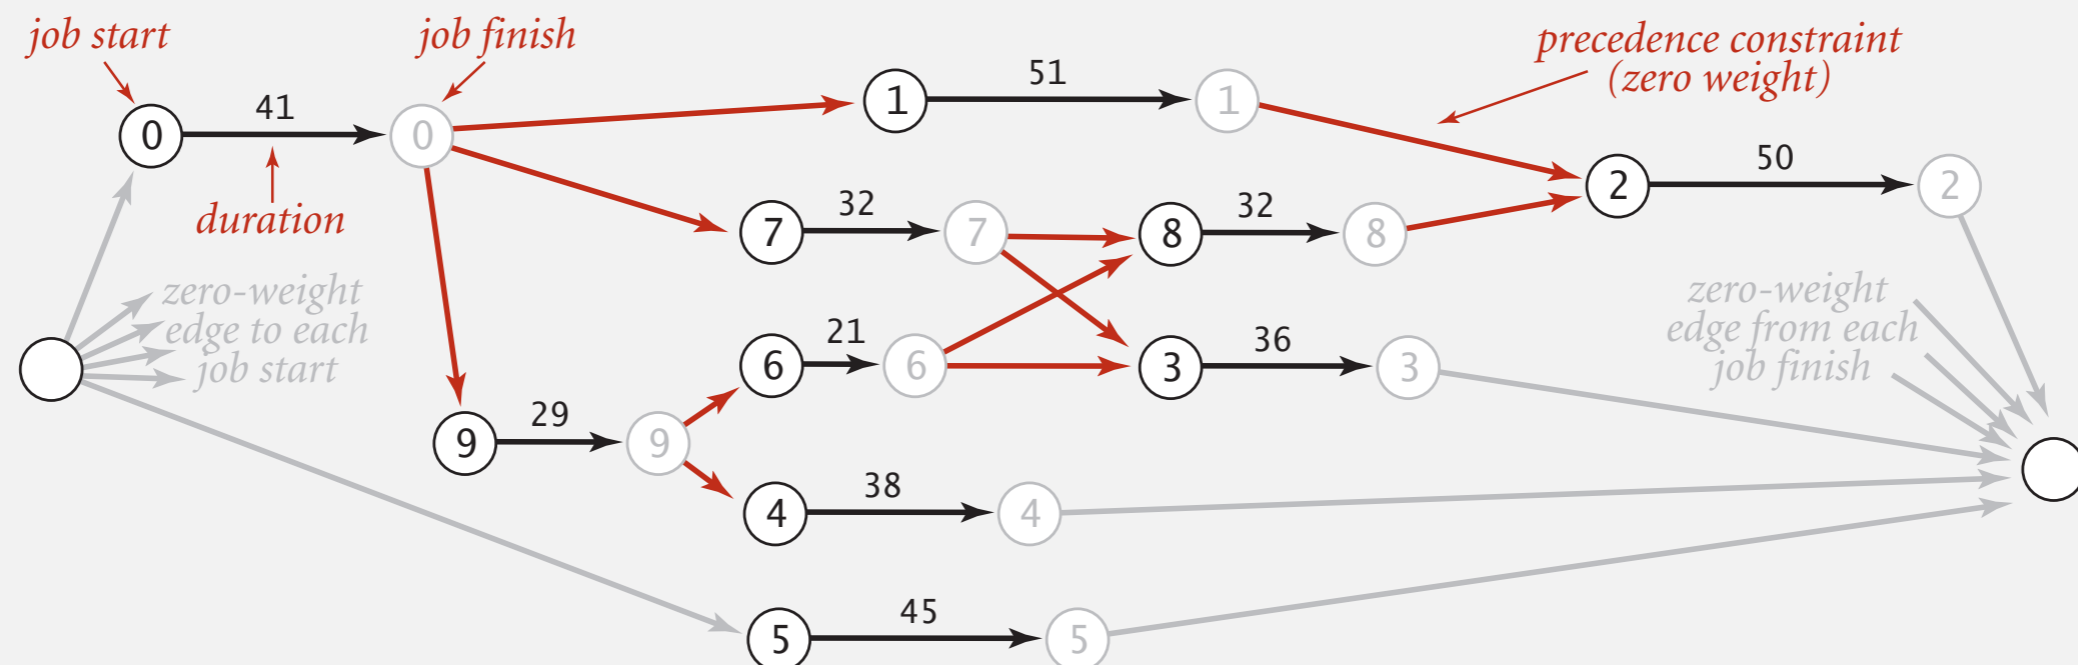 job start
job finish
precedence constraint
(zero weight)
41
51
0
0
1
1
duration
50
2
2
32
32
7
7
8
8
zero-weight
edge to each
job start
zero-weight
edge from each
job finish
21
36
6
6
3
3
29
9
9
38
4
4
45
5
5